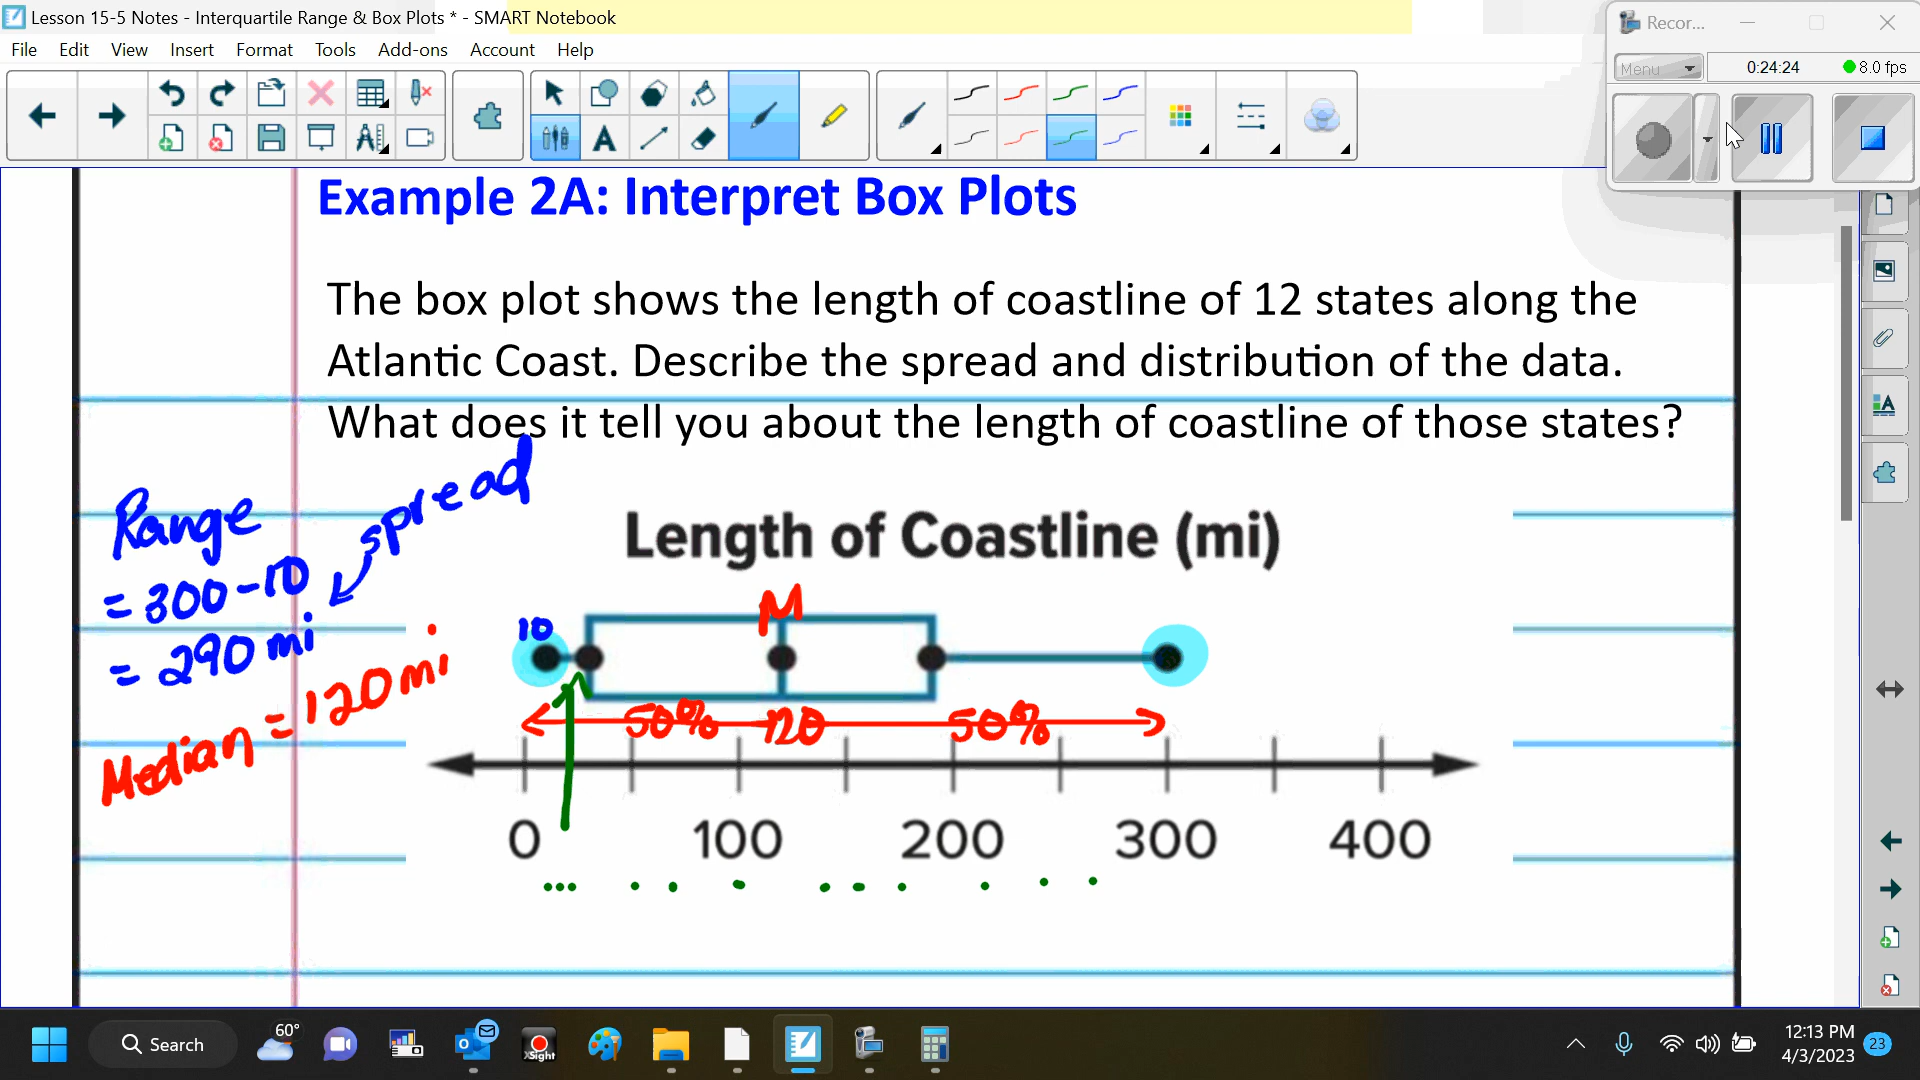 Lesson 15-5 Notes - Interquartile Range & Box Plots * - SMART Notebook
Recor...
File Edit View Insert Format Tools Add-ons Account Help
Menu 0:24:24 8.0 fps
Example 2A: Interpret Box Plots
The box plot shows the length of coastline of 12 states along the
Atlantic Coast. Describe the spread and distribution of the data.
What does it tell you about the length of coastline of those states?
spread
Range
= 300-10
= 290 mi
Median = 120 mi
Length of Coastline (mi)
10
M
50% 120 50%
0 100 200 300 400
60°
Search
XSight
12:13 PM
4/3/2023
23